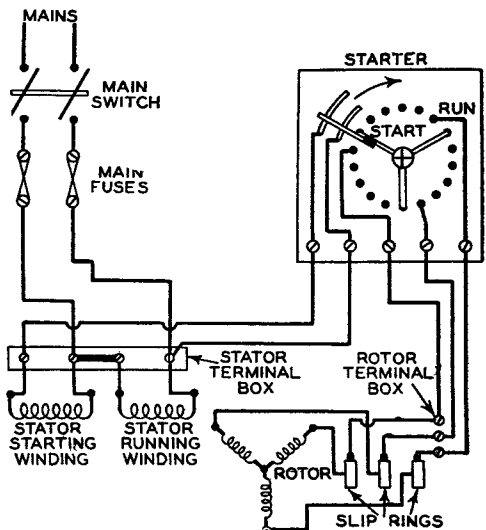 MAINS
MAIN
SWITCH
MAIN
FUSES
STARTER
RUN
START
STATOR
TERMINAL
BOX
ROTOR
TERMINAL
BOX
STATOR
STARTING
WINDING
STATOR
RUNNING
WINDING
ROTOR
SLIP RINGS